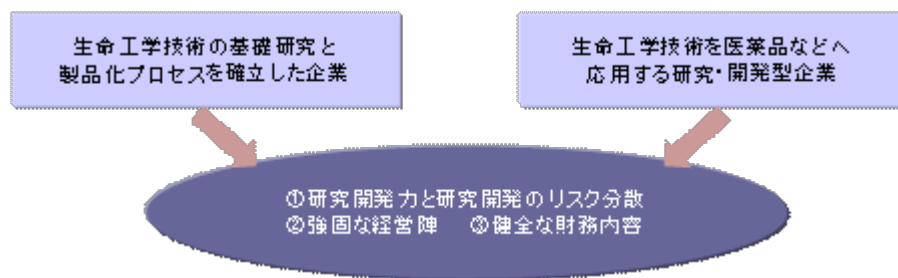 生命工学技術の基礎研究と
製品化プロセスを確立した企業
生命工学技術を医薬品などへ
応用する研究・開発型企業
①研究開発力と研究開発のリスク分散
②強固な経営陣　③健全な財務内容